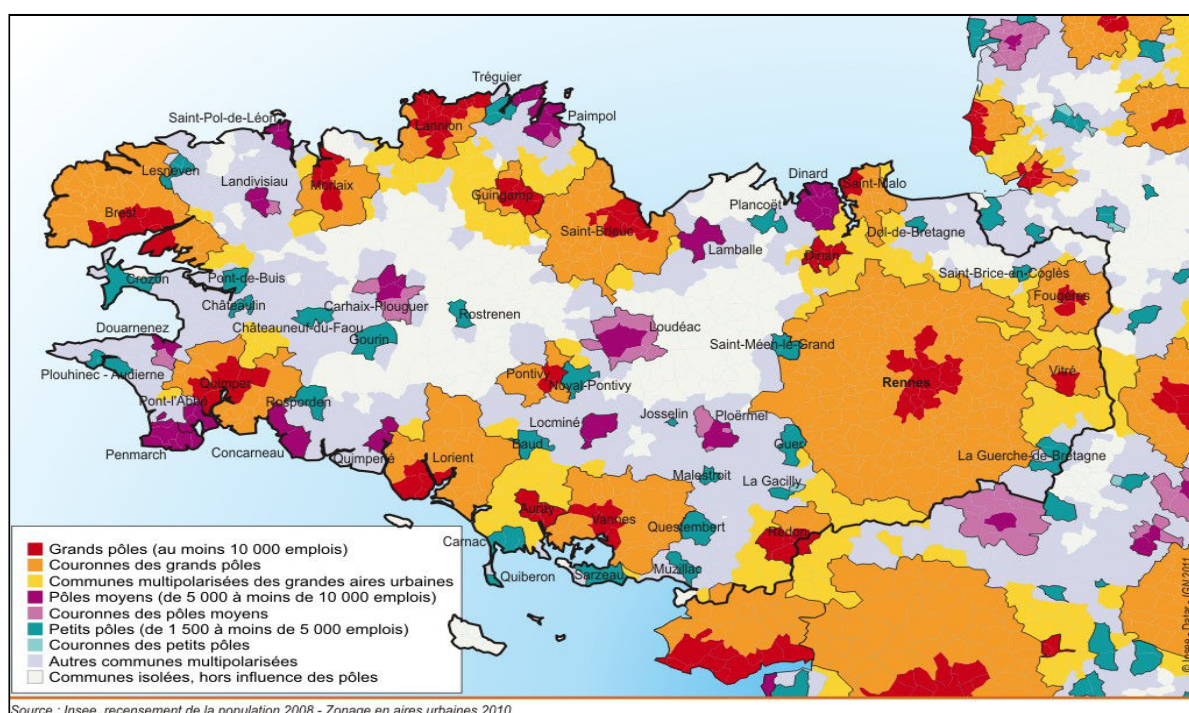 Tréguier
Saint-Pol-de-Léon
Paimpol
Lannion
Lesneven
Landivisiau
Morlaix
Guingamp
Dinard
Saint-Malo
Plancoët
Brest
Saint-Brieuc
Lamballe
Dol-de-Bretagne
Dinan
Crozon
Pont-de-Buis
Saint-Brice-en-Coglès
Fougères
Châteaulin
Carhaix-Plouguer
Rostrenen
Douarnenez
Châteauneuf-du-Faou
Gourin
Loudéac
Saint-Méen-le-Grand
Plouhinec - Audierne
Quimper
Pontivy
Noyal-Pontivy
Rennes
Vitré
Pont-l'Abbé
Rosporden
Josselin
Ploërmel
Locminé
Penmarch
Concarneau
Quimperlé
Lorient
Baud
Guer
La Guerche-de-Bretagne
Malestroit
La Gacilly
Auray
Vannes
Questembert
Redon
Carnac
Quiberon
Sarzeau
Muzillac
Grands pôles (au moins 10 000 emplois)
Couronnes des grands pôles
Communes multipolarisées des grandes aires urbaines
Pôles moyens (de 5 000 à moins de 10 000 emplois)
Couronnes des pôles moyens
Petits pôles (de 1 500 à moins de 5 000 emplois)
Couronnes des petits pôles
Autres communes multipolarisées
Communes isolées, hors influence des pôles
© Insee - Datar - IGN 2011
Source : Insee, recensement de la population 2008 - Zonage en aires urbaines 2010